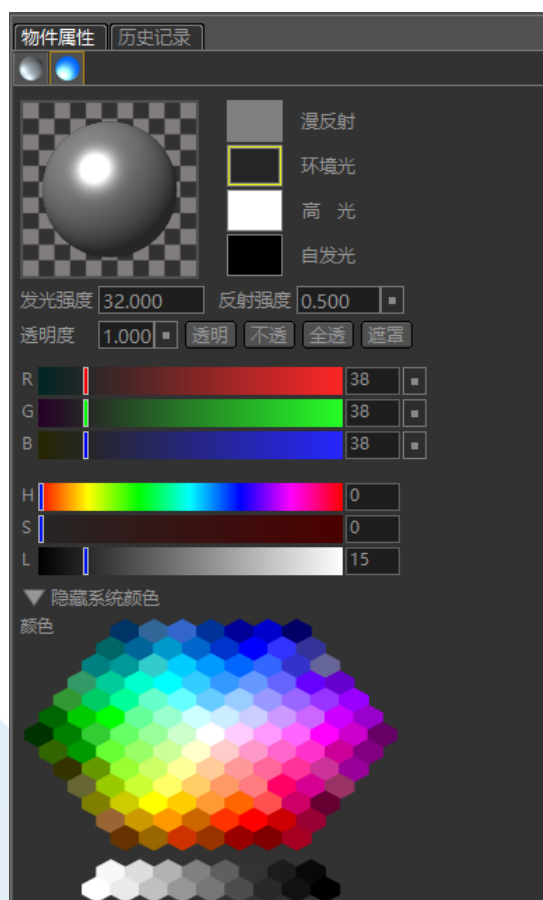 物件属性 历史记录
漫反射
环境光
高 光
自发光
发光强度 32.000 反射强度 0.500
透明度 1.000 透明 不透 全透 遮罩
R 38
G 38
B 38
H 0
S 0
L 15
隐藏系统颜色
颜色